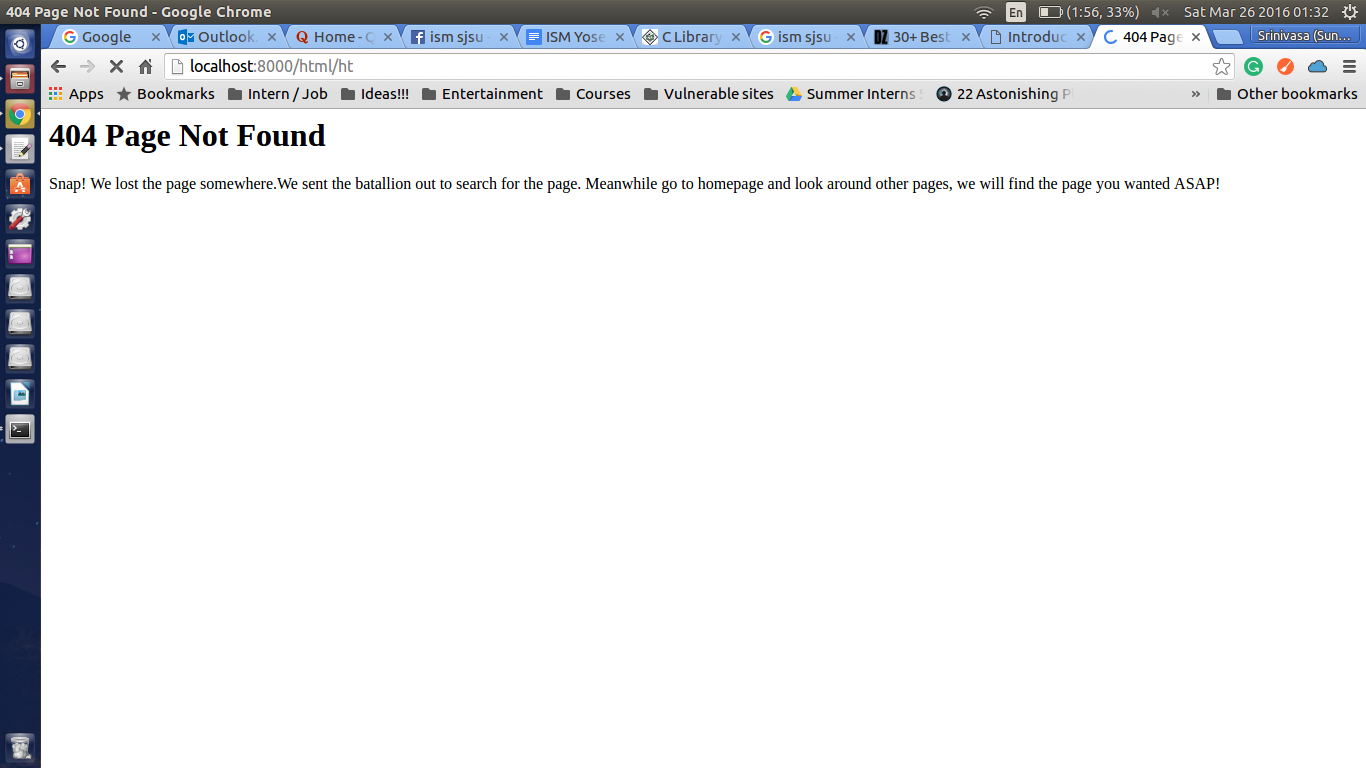 404 Page Not Found - Google Chrome
En (1:56, 33%) Sat Mar 26 2016 01:32
Google Outlook. Home - Q ism sjsu - ISM Yose C Library ism sjsu - 30+ Best Introduc 404 Page Srinivasa (Sun...
localhost:8000/html/ht
Apps Bookmarks Intern / Job Ideas!!! Entertainment Courses Vulnerable sites Summer Interns 22 Astonishing P » Other bookmarks
404 Page Not Found
Snap! We lost the page somewhere.We sent the batallion out to search for the page. Meanwhile go to homepage and look around other pages, we will find the page you wanted ASAP!